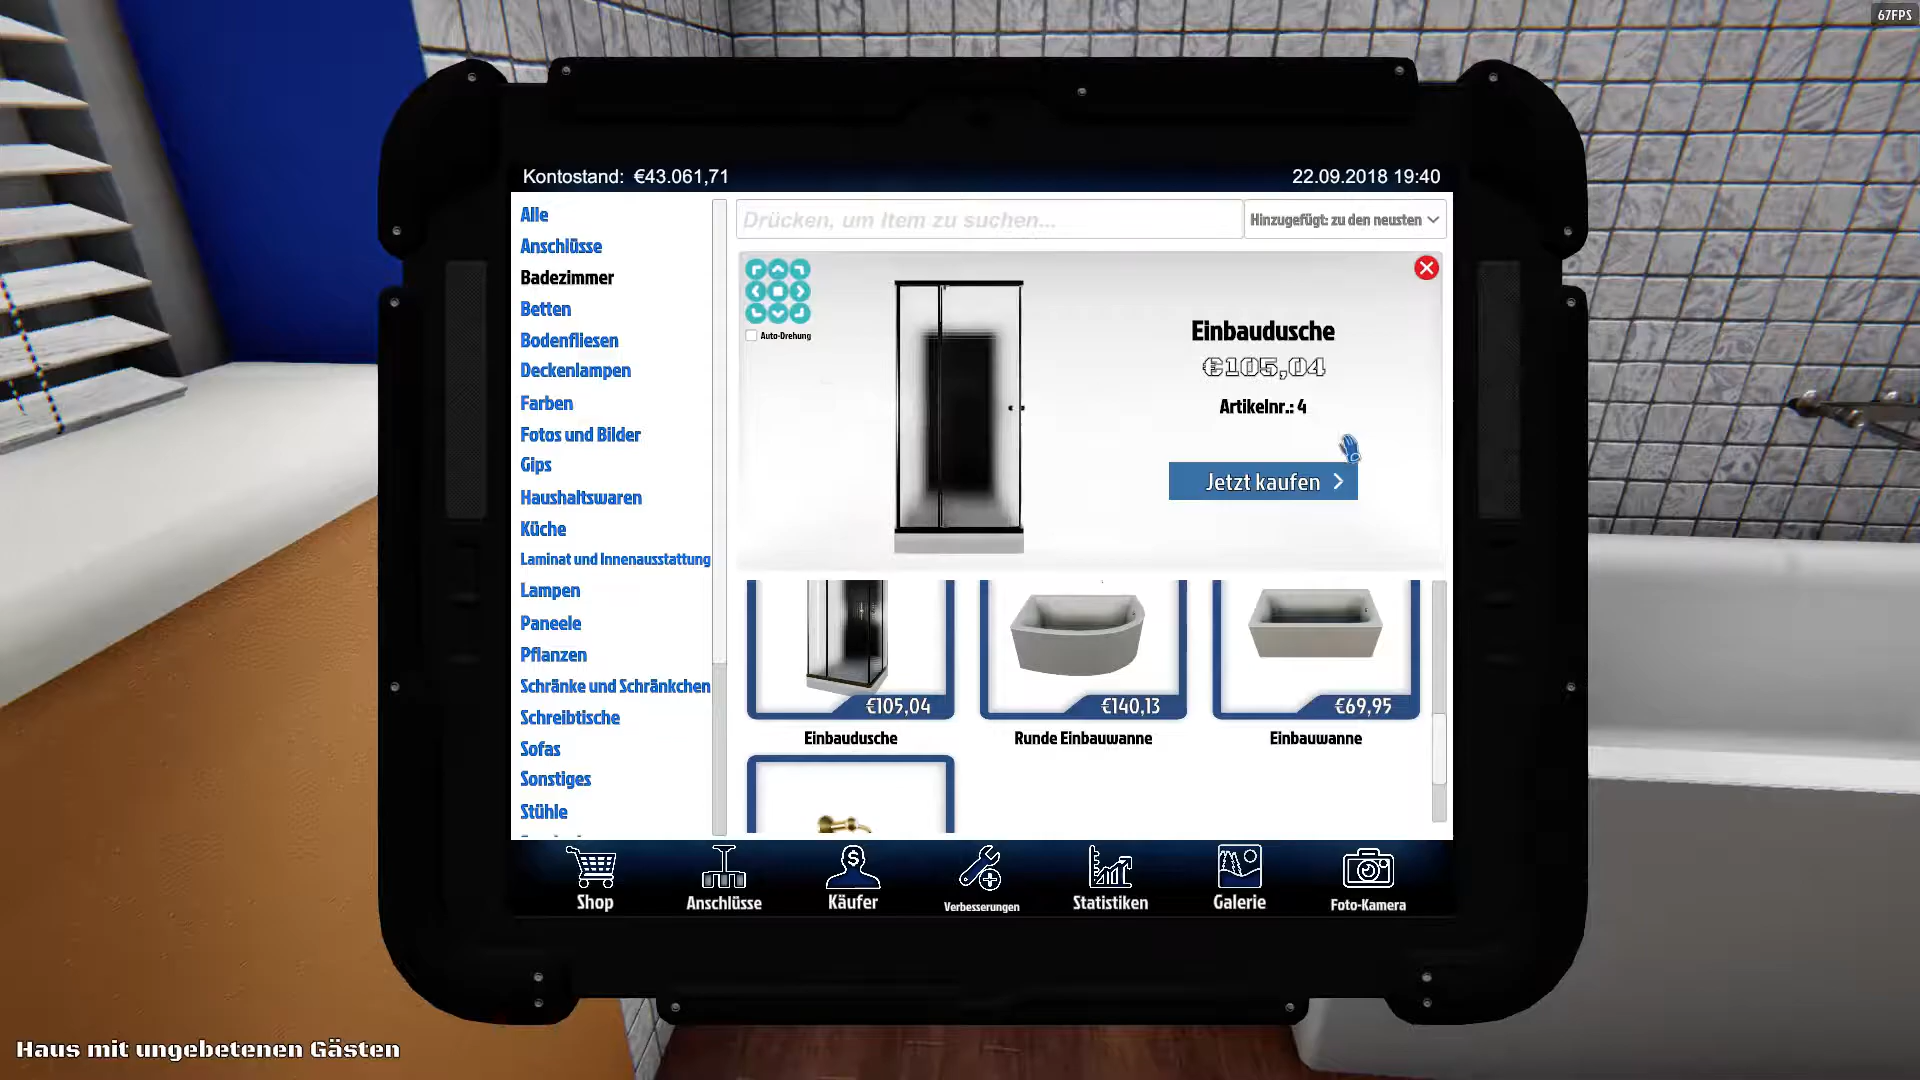 67FPS
Kontostand: €43.061,71
22.09.2018 19:40
Alle
Anschlüsse
Badezimmer
Betten
Bodenfliesen
Deckenlampen
Farben
Fotos und Bilder
Gips
Haushaltswaren
Küche
Laminat und Innenausstattung
Lampen
Paneele
Pflanzen
Schränke und Schränkchen
Schreibtische
Sofas
Sonstiges
Stühle
Drücken, um Item zu suchen...
Hinzugefügt: zu den neusten
Auto-Drehung
Einbaudusche
€105,04
Artikelnr.: 4
Jetzt kaufen
€105,04
€140,13
€69,95
Einbaudusche
Runde Einbauwanne
Einbauwanne
Shop
Anschlüsse
Käufer
Verbesserungen
Statistiken
Galerie
Foto-Kamera
Haus mit ungebetenen Gästen